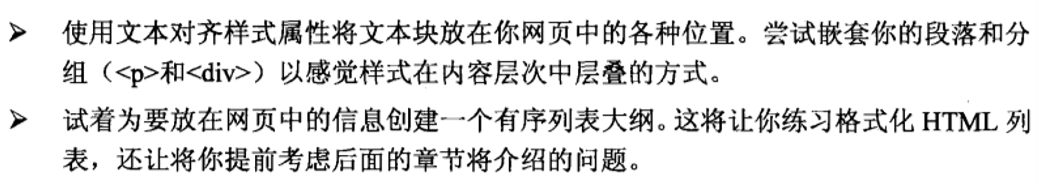 ➢ 使用文本对齐样式属性将文本块放在你网页中的各种位置。尝试嵌套你的段落和分
组（<p>和<div>）以感觉样式在内容层次中层叠的方式。
➢ 试着为要放在网页中的信息创建一个有序列表大纲。这将让你练习格式化 HTML 列
表，还让将你提前考虑后面的章节将介绍的问题。